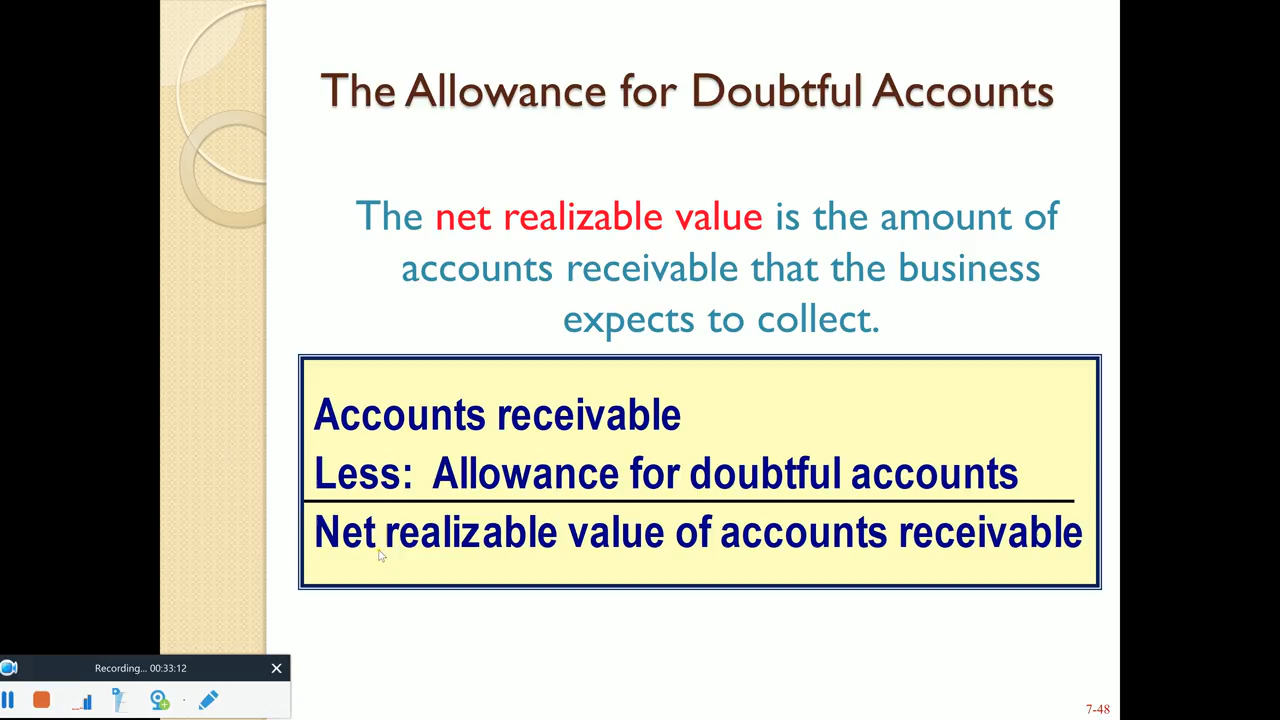 The Allowance for Doubtful Accounts
The net realizable value is the amount of
accounts receivable that the business
expects to collect.
Accounts receivable
Less: Allowance for doubtful accounts
Net realizable value of accounts receivable
Recording... 00:33:12
7-48